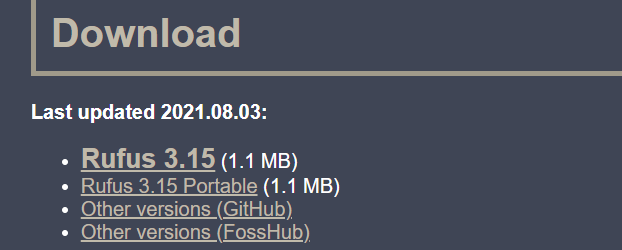 Download
Last updated 2021.08.03:
Rufus 3.15 (1.1 MB)
Rufus 3.15 Portable (1.1 MB)
Other versions (GitHub)
Other versions (FossHub)